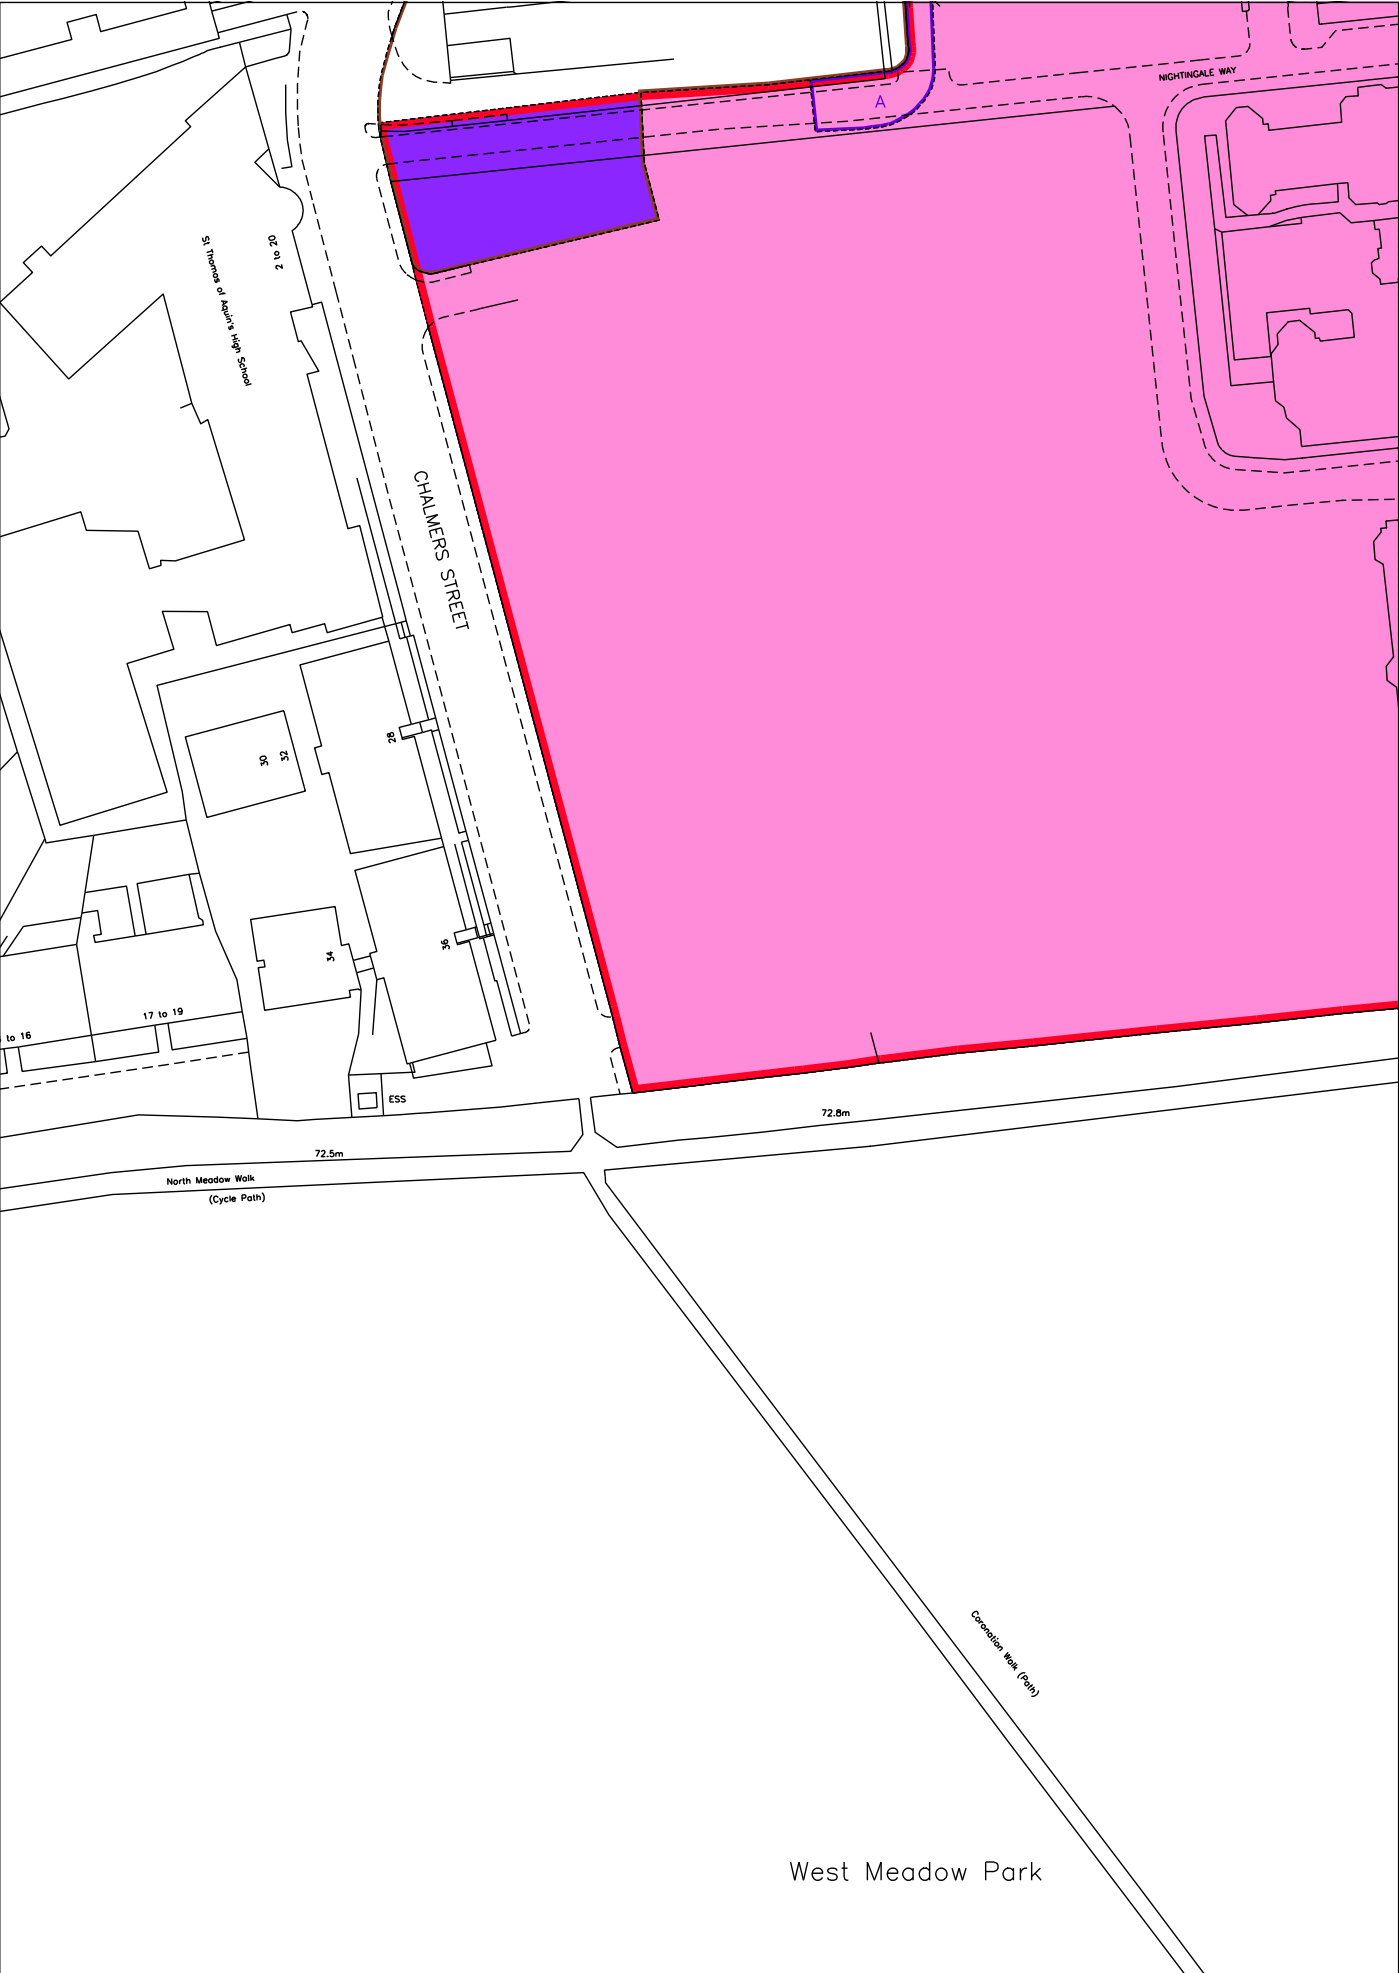 NIGHTINGALE WAY
A
2 to 20
St Thomas of Aquin's High School
CHALMERS STREET
28
30
32
36
34
17 to 19
to 16
ESS
72.8m
72.5m
North Meadow Walk
(Cycle Path)
Coronation Walk (Path)
West Meadow Park